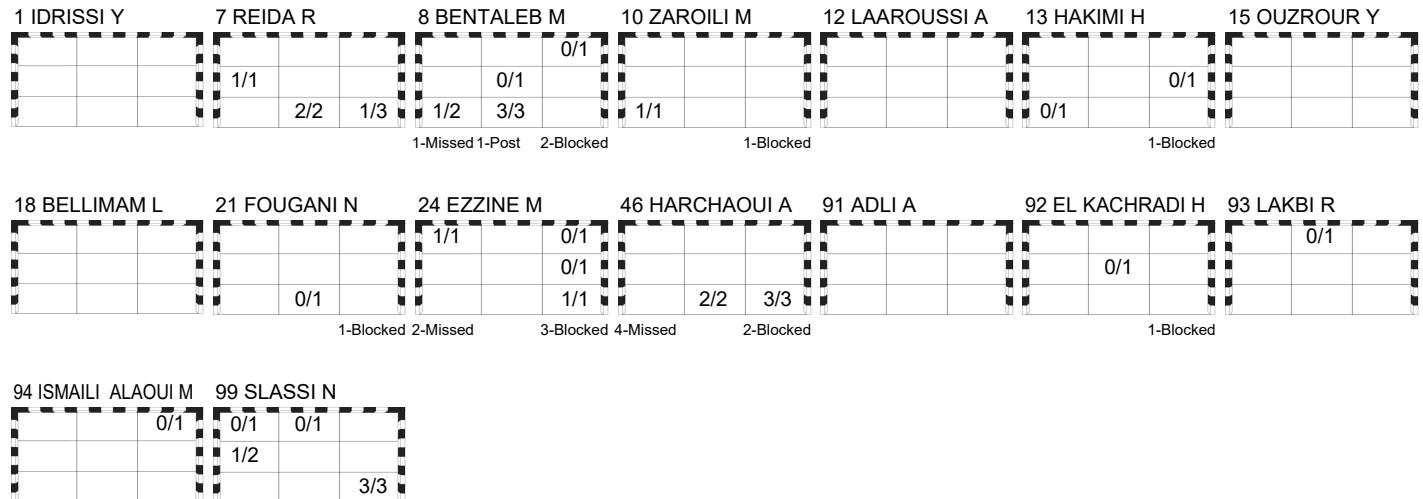 1 IDRISSI Y 7 REIDA R 8 BENTALEB M 10 ZAROILI M 12 LAAROUSSI A 13 HAKIMI H 15 OUZROUR Y
0/1
1/1 0/1 0/1
2/2 1/3 1/2 3/3 1/1 0/1
1-Missed 1-Post 2-Blocked 1-Blocked 1-Blocked
18 BELLIMAM L 21 FOUGANI N 24 EZZINE M 46 HARCHAOUI A 91 ADLI A 92 EL KACHRADI H 93 LAKBI R
1/1 0/1 0/1
0/1 0/1
0/1 1/1 2/2 3/3
1-Blocked 2-Missed 3-Blocked 4-Missed 2-Blocked 1-Blocked
94 ISMAILI ALAOUI M 99 SLASSI N
0/1 0/1 0/1
1/2
3/3